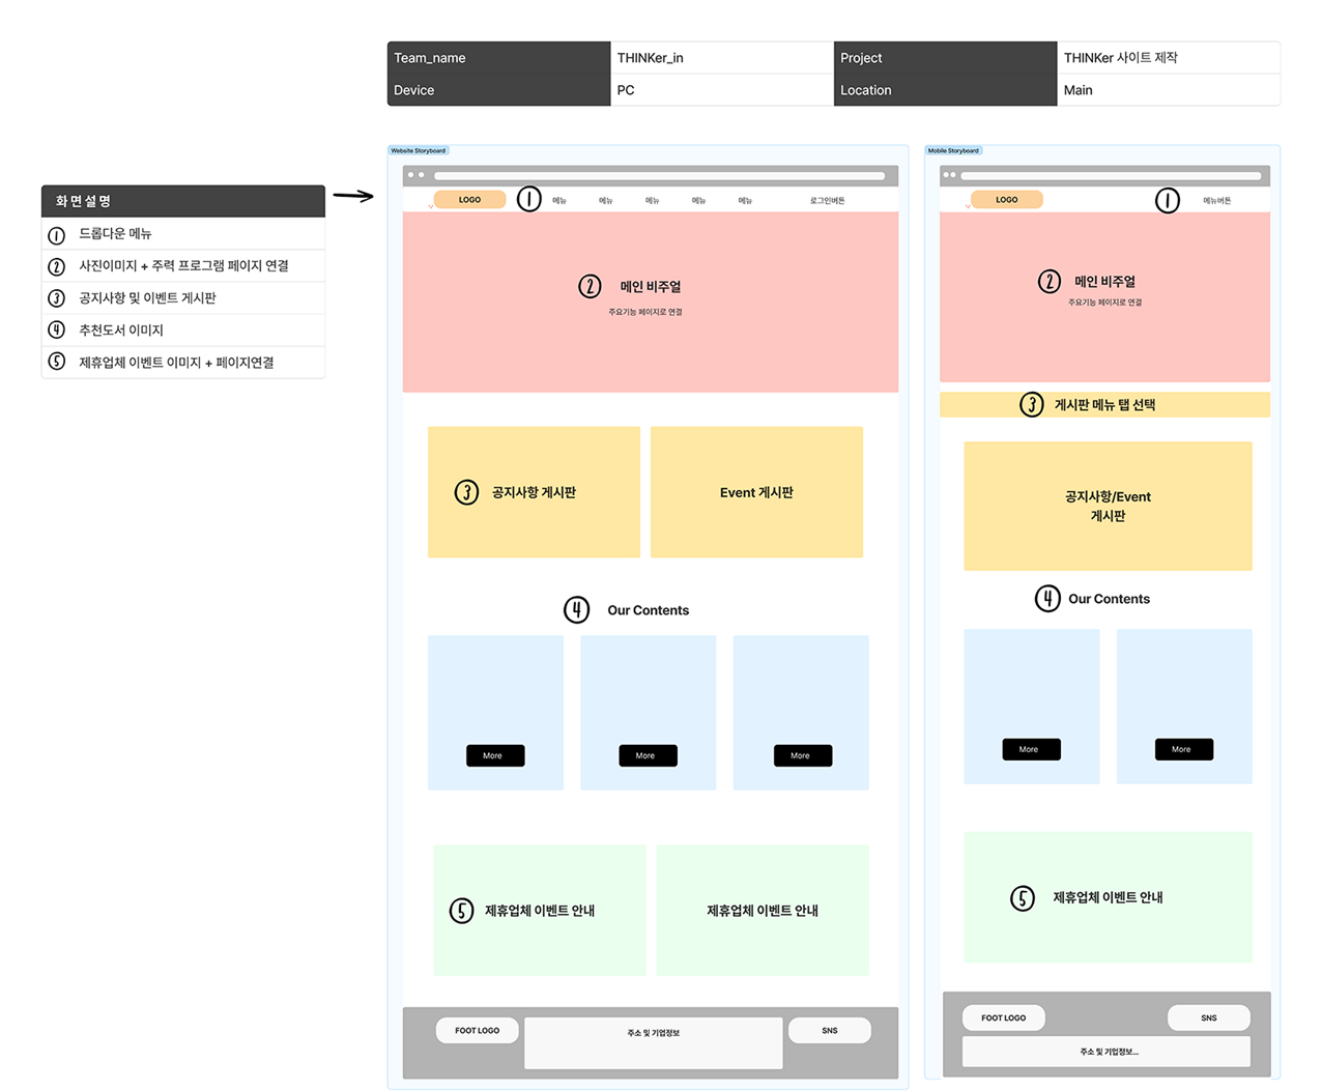 Team_name THINKer_in Project THINKer 사이트 제작
Device PC Location Main
화면설명
1 드롭다운 메뉴
2 사진이미지 + 주력 프로그램 페이지 연결
3 공지사항 및 이벤트 게시판
4 추천도서 이미지
5 제휴업체 이벤트 이미지 + 페이지연결
Website Storyboard
LOGO 1 메뉴 메뉴 메뉴 메뉴 메뉴 로그인버튼
2 메인 비주얼
주요기능 페이지로 연결
3 공지사항 게시판 Event 게시판
4 Our Contents
More More More
5 제휴업체 이벤트 안내 제휴업체 이벤트 안내
FOOT LOGO 주소 및 기업정보 SNS
Mobile Storyboard
LOGO 1 메뉴버튼
2 메인 비주얼
주요기능 페이지로 연결
3 게시판 메뉴 탭 선택
공지사항/Event
게시판
4 Our Contents
More More
5 제휴업체 이벤트 안내
FOOT LOGO SNS
주소 및 기업정보...